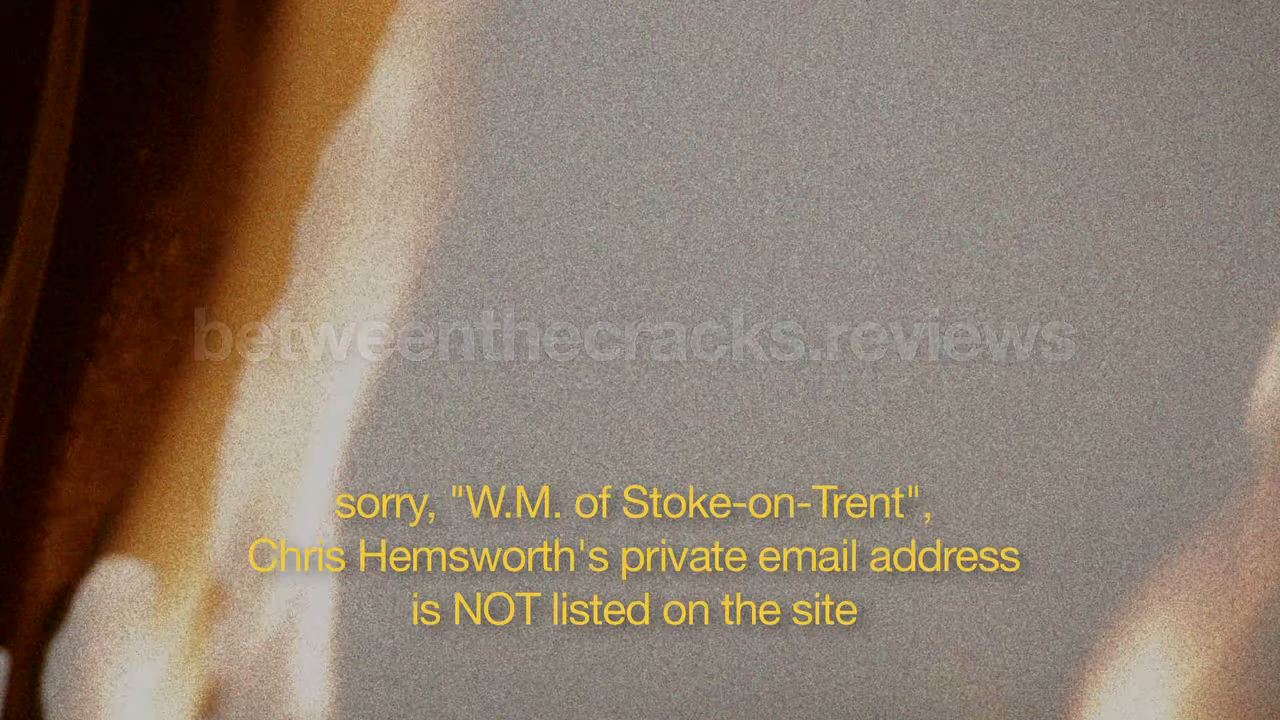 betweenthecracks.reviews
sorry, "W.M. of Stoke-on-Trent",
Chris Hemsworth's private email address
is NOT listed on the site